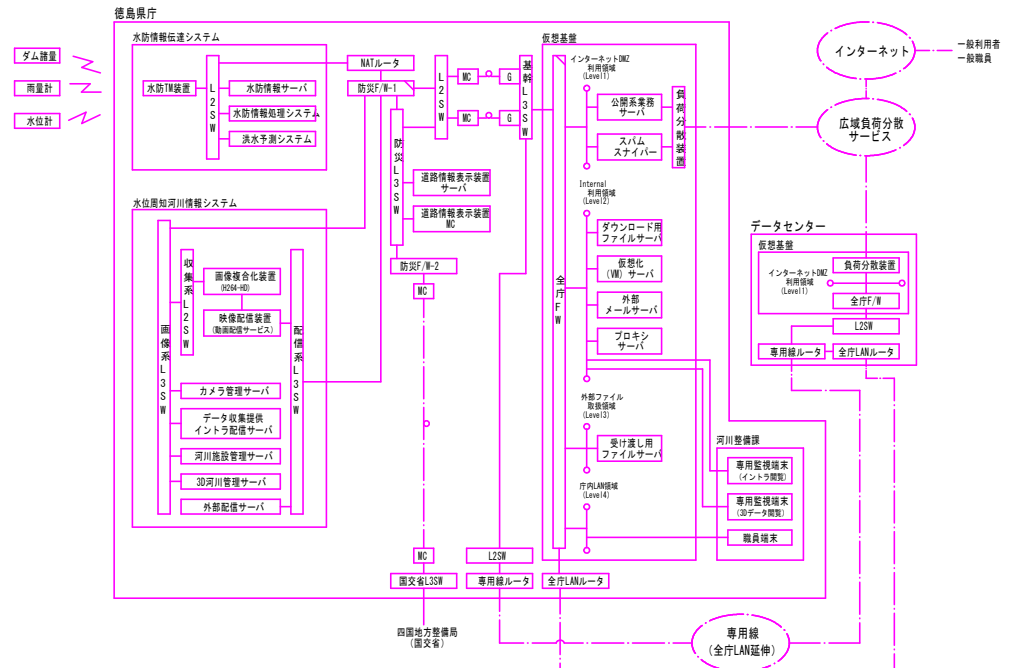 徳島県庁
水防情報伝達システム
ダム諸量
雨量計
水位計
水防TM装置
L2SW
水防情報サーバ
水防情報処理システム
洪水予測システム
NATルータ
防災F/W-1
防災L3SW
道路情報表示装置
サーバ
道路情報表示装置
MC
防災F/W-2
MC
L2SW
MC
G
MC
G
基幹L3SW
水位周知河川情報システム
画像系L3SW
収集系L2SW
画像複合化装置
(H264-HD)
映像配信装置
(動画配信サービス)
配信系L3SW
カメラ管理サーバ
データ収集提供
イントラ配信サーバ
河川施設管理サーバ
3D河川管理サーバ
外部配信サーバ
仮想基盤
全庁FW
インターネットDMZ
利用領域
(Level1)
公開系業務
サーバ
スパム
スナイパー
負荷分散装置
Internal
利用領域
(Level2)
ダウンロード用
ファイルサーバ
仮想化
(VM)サーバ
外部
メールサーバ
プロキシ
サーバ
外部ファイル
取扱領域
(Level3)
受け渡し用
ファイルサーバ
庁内LAN領域
(Level4)
河川整備課
専用監視端末
(イントラ閲覧)
専用監視端末
(3Dデータ閲覧)
職員端末
MC
国交省L3SW
四国地方整備局
(国交省)
L2SW
専用線ルータ
全庁LANルータ
インターネット
一般利用者
一般職員
広域負荷分散
サービス
データセンター
仮想基盤
インターネットDMZ
利用領域
(Level1)
負荷分散装置
全庁F/W
L2SW
専用線ルータ
全庁LANルータ
専用線
(全庁LAN延伸)